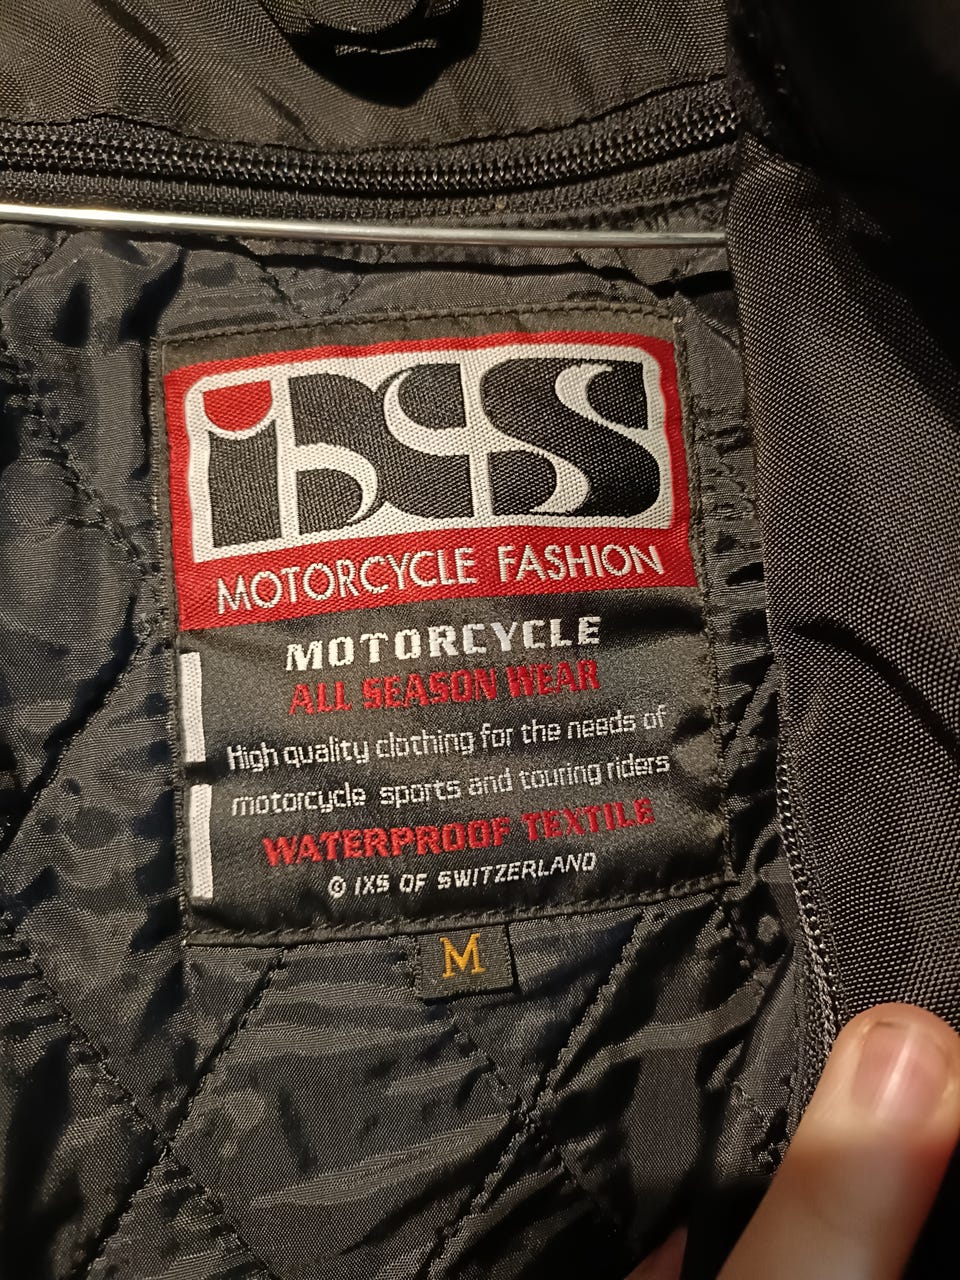 iXS
MOTORCYCLE FASHION
MOTORCYCLE
ALL SEASON WEAR
High quality clothing for the needs of
motorcycle sports and touring riders
WATERPROOF TEXTILE
© IXS OF SWITZERLAND
M